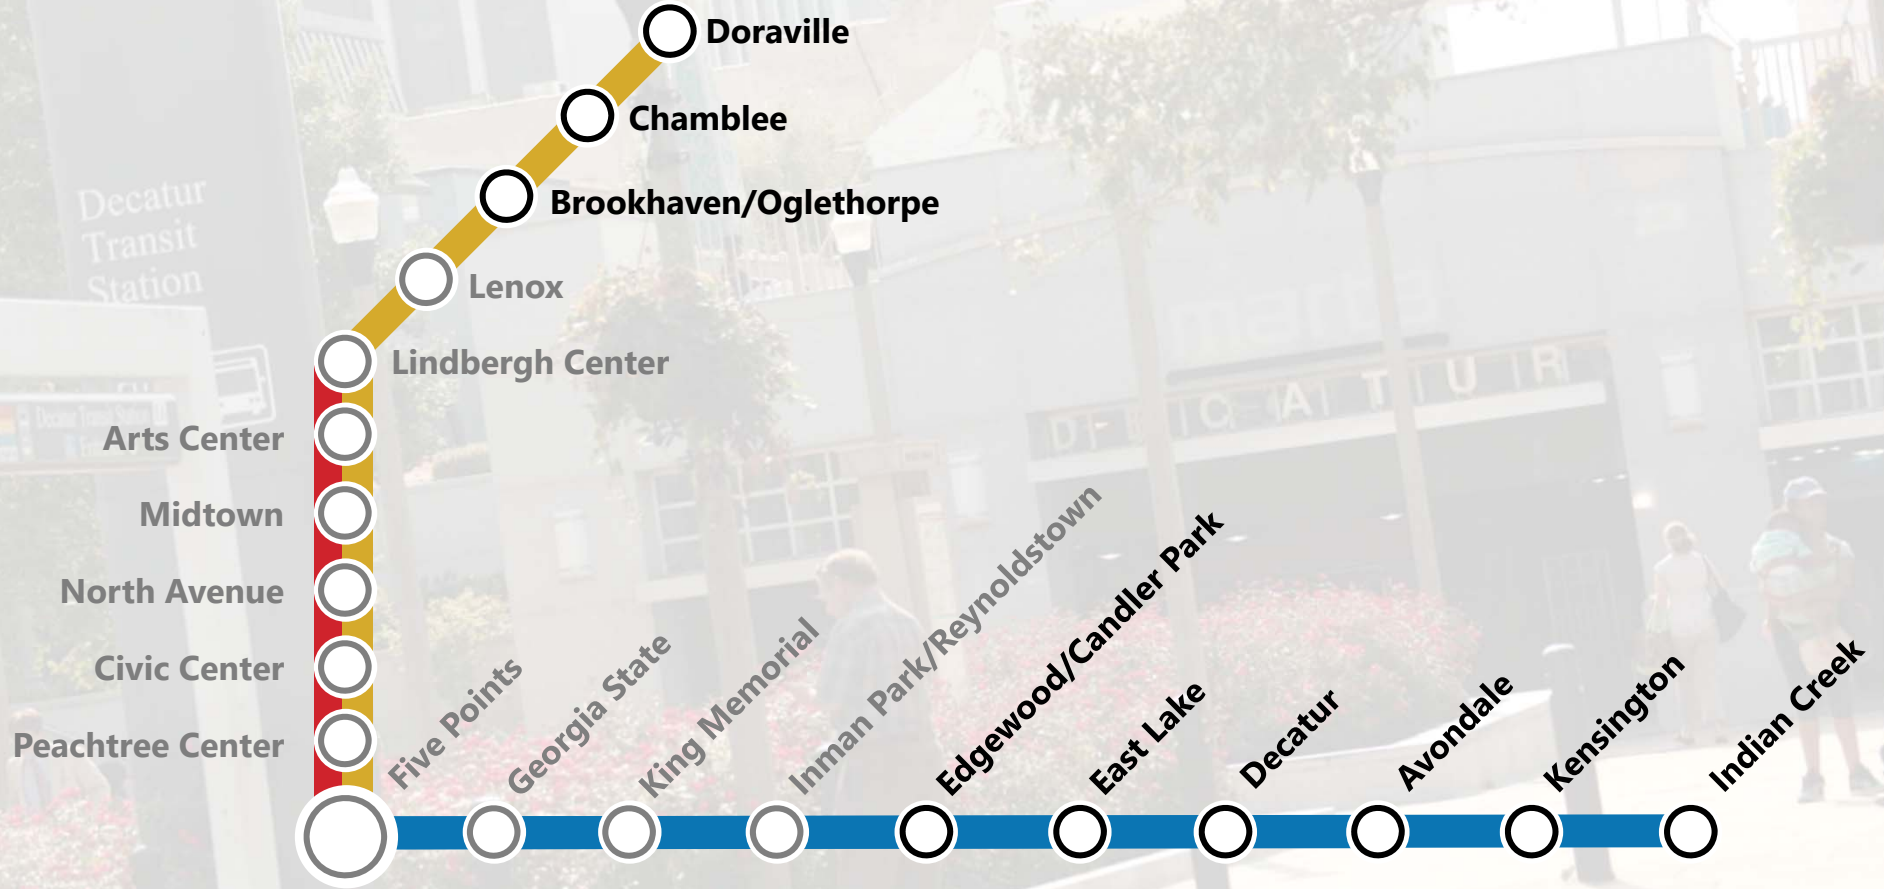 Doraville
Chamblee
Brookhaven/Oglethorpe
Lenox
Lindbergh Center
Arts Center
Midtown
North Avenue
Civic Center
Peachtree Center
Five Points
Georgia State
King Memorial
Inman Park/Reynoldstown
Edgewood/Candler Park
East Lake
Decatur
Avondale
Kensington
Indian Creek
Decatur
Transit
Station
marta
DECATUR